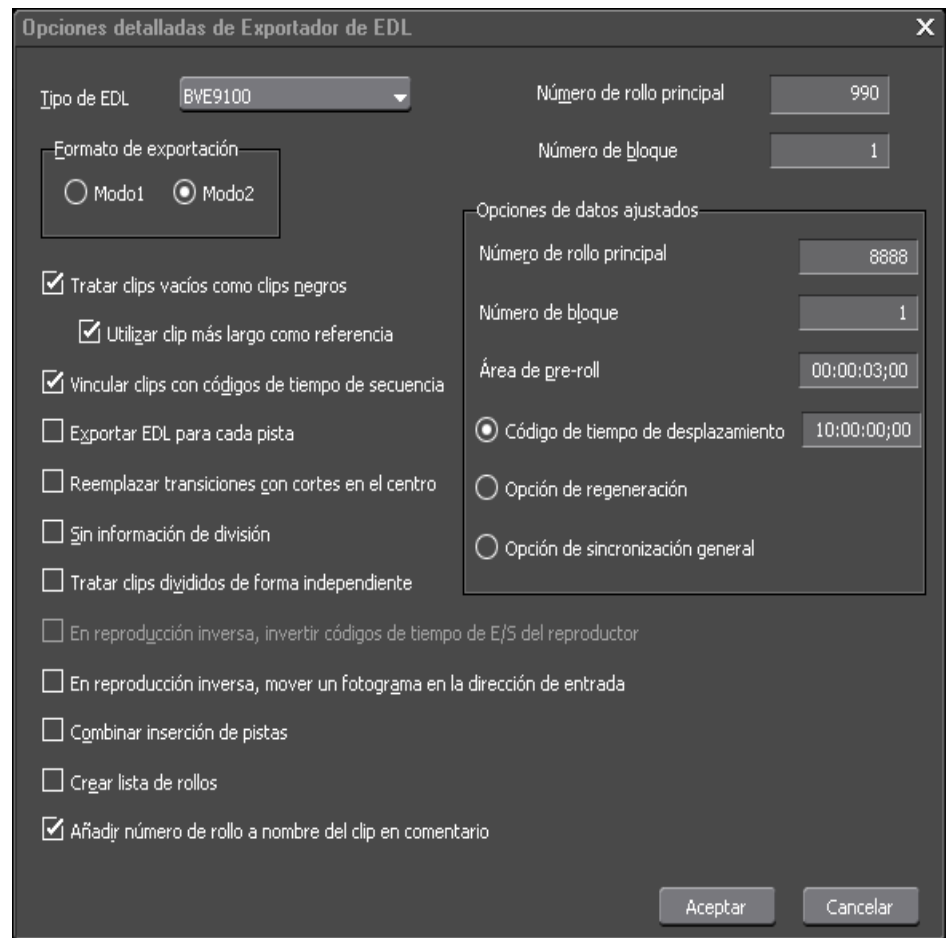 Opciones detalladas de Exportador de EDL
Tipo de EDL BVE9100
Número de rollo principal 990
Número de bloque 1
Formato de exportación
Modo1 Modo2
Opciones de datos ajustados
Número de rollo principal 8888
Número de bloque 1
Área de pre-roll 00:00:03;00
Código de tiempo de desplazamiento 10:00:00;00
Opción de regeneración
Opción de sincronización general
Tratar clips vacíos como clips negros
Utilizar clip más largo como referencia
Vincular clips con códigos de tiempo de secuencia
Exportar EDL para cada pista
Reemplazar transiciones con cortes en el centro
Sin información de división
Tratar clips divididos de forma independiente
En reproducción inversa, invertir códigos de tiempo de E/S del reproductor
En reproducción inversa, mover un fotograma en la dirección de entrada
Combinar inserción de pistas
Crear lista de rollos
Añadir número de rollo a nombre del clip en comentario
Aceptar Cancelar